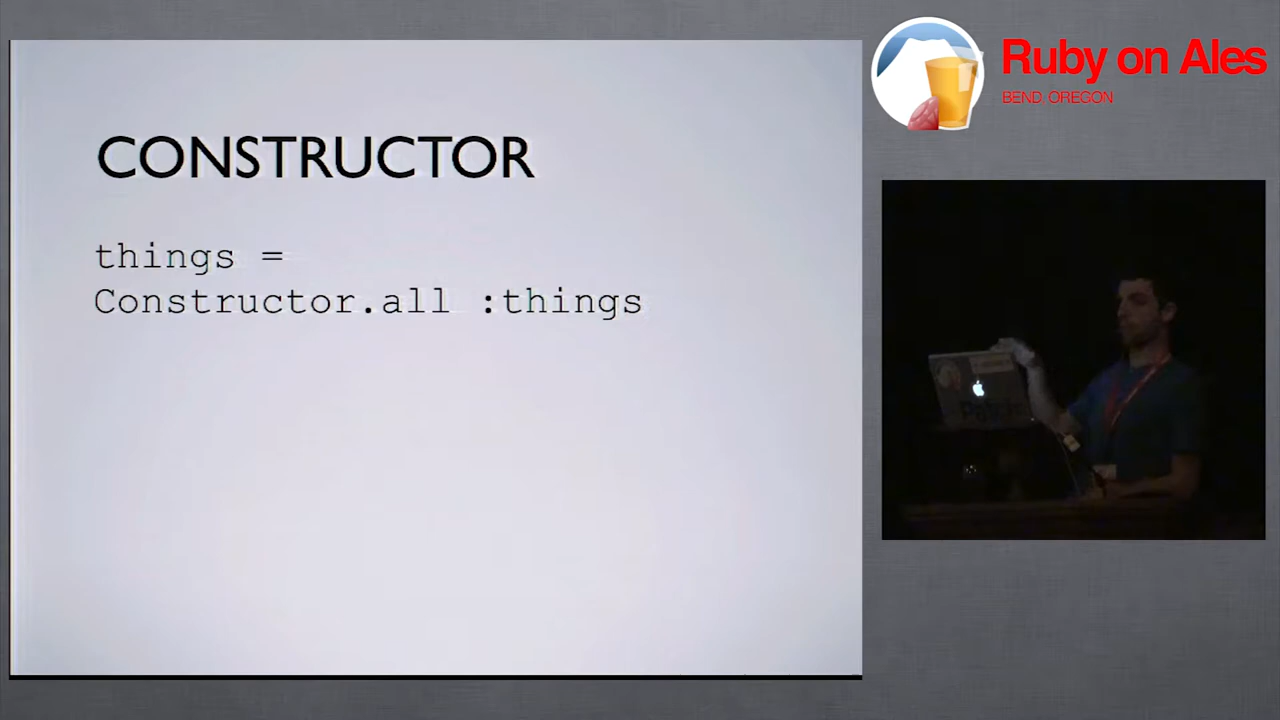 CONSTRUCTOR
things =
Constructor.all :things
Ruby on Ales
BEND OREGON